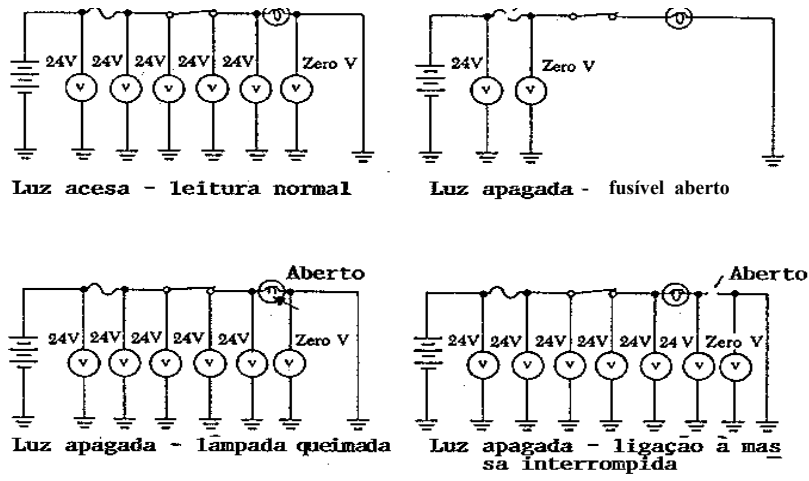 24V 24V 24V 24V 24V Zero V
V V V V V V
Luz acesa - leitura normal
24V Zero V
V V
Luz apagada - fusível aberto
Aberto
24V 24V 24V 24V 24V Zero V
V V V V V V
Luz apagada - lâmpada queimada
Aberto
24V 24V 24V 24V 24V 24 V Zero V
V V V V V V V
Luz apagada - ligação à mas
sa interrompida